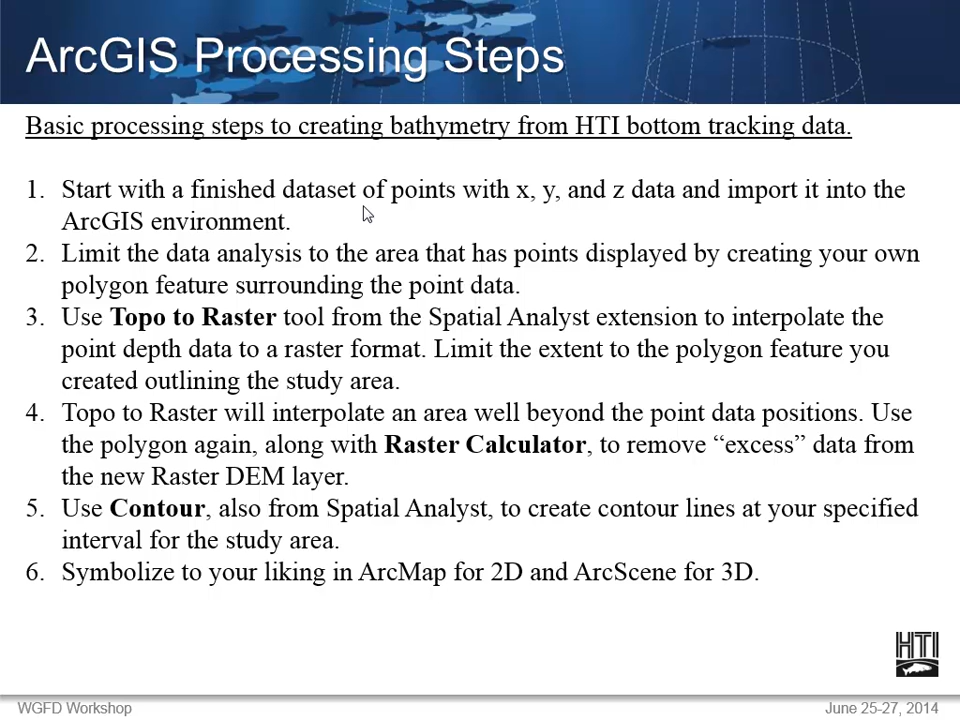 ArcGIS Processing Steps
Basic processing steps to creating bathymetry from HTI bottom tracking data.
1. Start with a finished dataset of points with x, y, and z data and import it into the
ArcGIS environment.
2. Limit the data analysis to the area that has points displayed by creating your own
polygon feature surrounding the point data.
3. Use Topo to Raster tool from the Spatial Analyst extension to interpolate the
point depth data to a raster format. Limit the extent to the polygon feature you
created outlining the study area.
4. Topo to Raster will interpolate an area well beyond the point data positions. Use
the polygon again, along with Raster Calculator, to remove “excess” data from
the new Raster DEM layer.
5. Use Contour, also from Spatial Analyst, to create contour lines at your specified
interval for the study area.
6. Symbolize to your liking in ArcMap for 2D and ArcScene for 3D.
HTI
WGFD Workshop
June 25-27, 2014